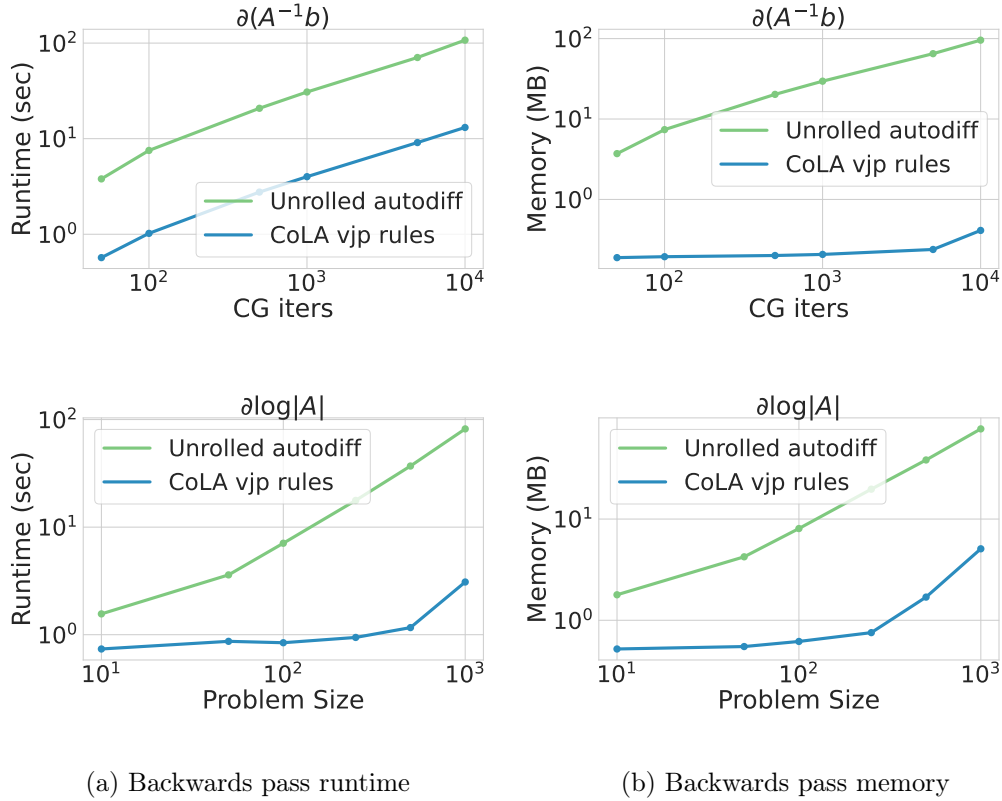 ∂(A⁻¹b)
Runtime (sec)
10²
10¹
10⁰
Unrolled autodiff
CoLA vjp rules
10² 10³ 10⁴
CG iters
∂(A⁻¹b)
Memory (MB)
10²
10¹
10⁰
Unrolled autodiff
CoLA vjp rules
10² 10³ 10⁴
CG iters
∂log|A|
Runtime (sec)
10²
10¹
10⁰
Unrolled autodiff
CoLA vjp rules
10¹ 10² 10³
Problem Size
∂log|A|
Memory (MB)
10¹
10⁰
Unrolled autodiff
CoLA vjp rules
10¹ 10² 10³
Problem Size
(a) Backwards pass runtime
(b) Backwards pass memory